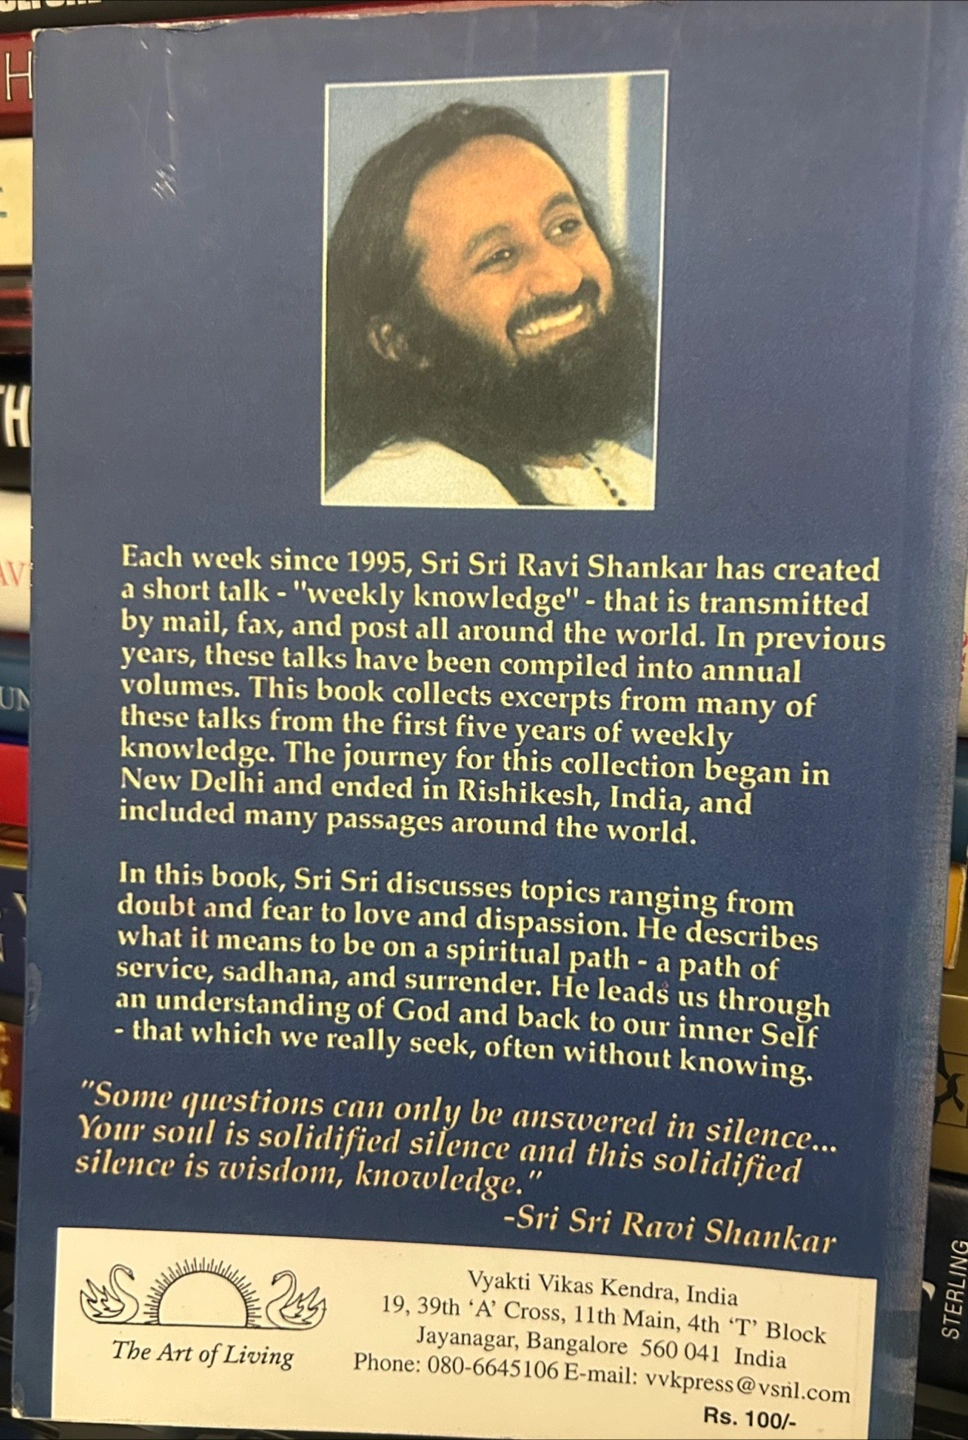 H
TH
AV
UN
Each week since 1995, Sri Sri Ravi Shankar has created
a short talk - "weekly knowledge" - that is transmitted
by mail, fax, and post all around the world. In previous
years, these talks have been compiled into annual
volumes. This book collects excerpts from many of
these talks from the first five years of weekly
knowledge. The journey for this collection began in
New Delhi and ended in Rishikesh, India, and
included many passages around the world.
In this book, Sri Sri discusses topics ranging from
doubt and fear to love and dispassion. He describes
what it means to be on a spiritual path - a path of
service, sadhana, and surrender. He leads us through
an understanding of God and back to our inner Self
- that which we really seek, often without knowing.
"Some questions can only be answered in silence...
Your soul is solidified silence and this solidified
silence is wisdom, knowledge."
-Sri Sri Ravi Shankar
The Art of Living
Vyakti Vikas Kendra, India
19, 39th 'A' Cross, 11th Main, 4th 'T' Block
Jayanagar, Bangalore 560 041 India
Phone: 080-6645106 E-mail: vvkpress@vsnl.com
Rs. 100/-
STERLING